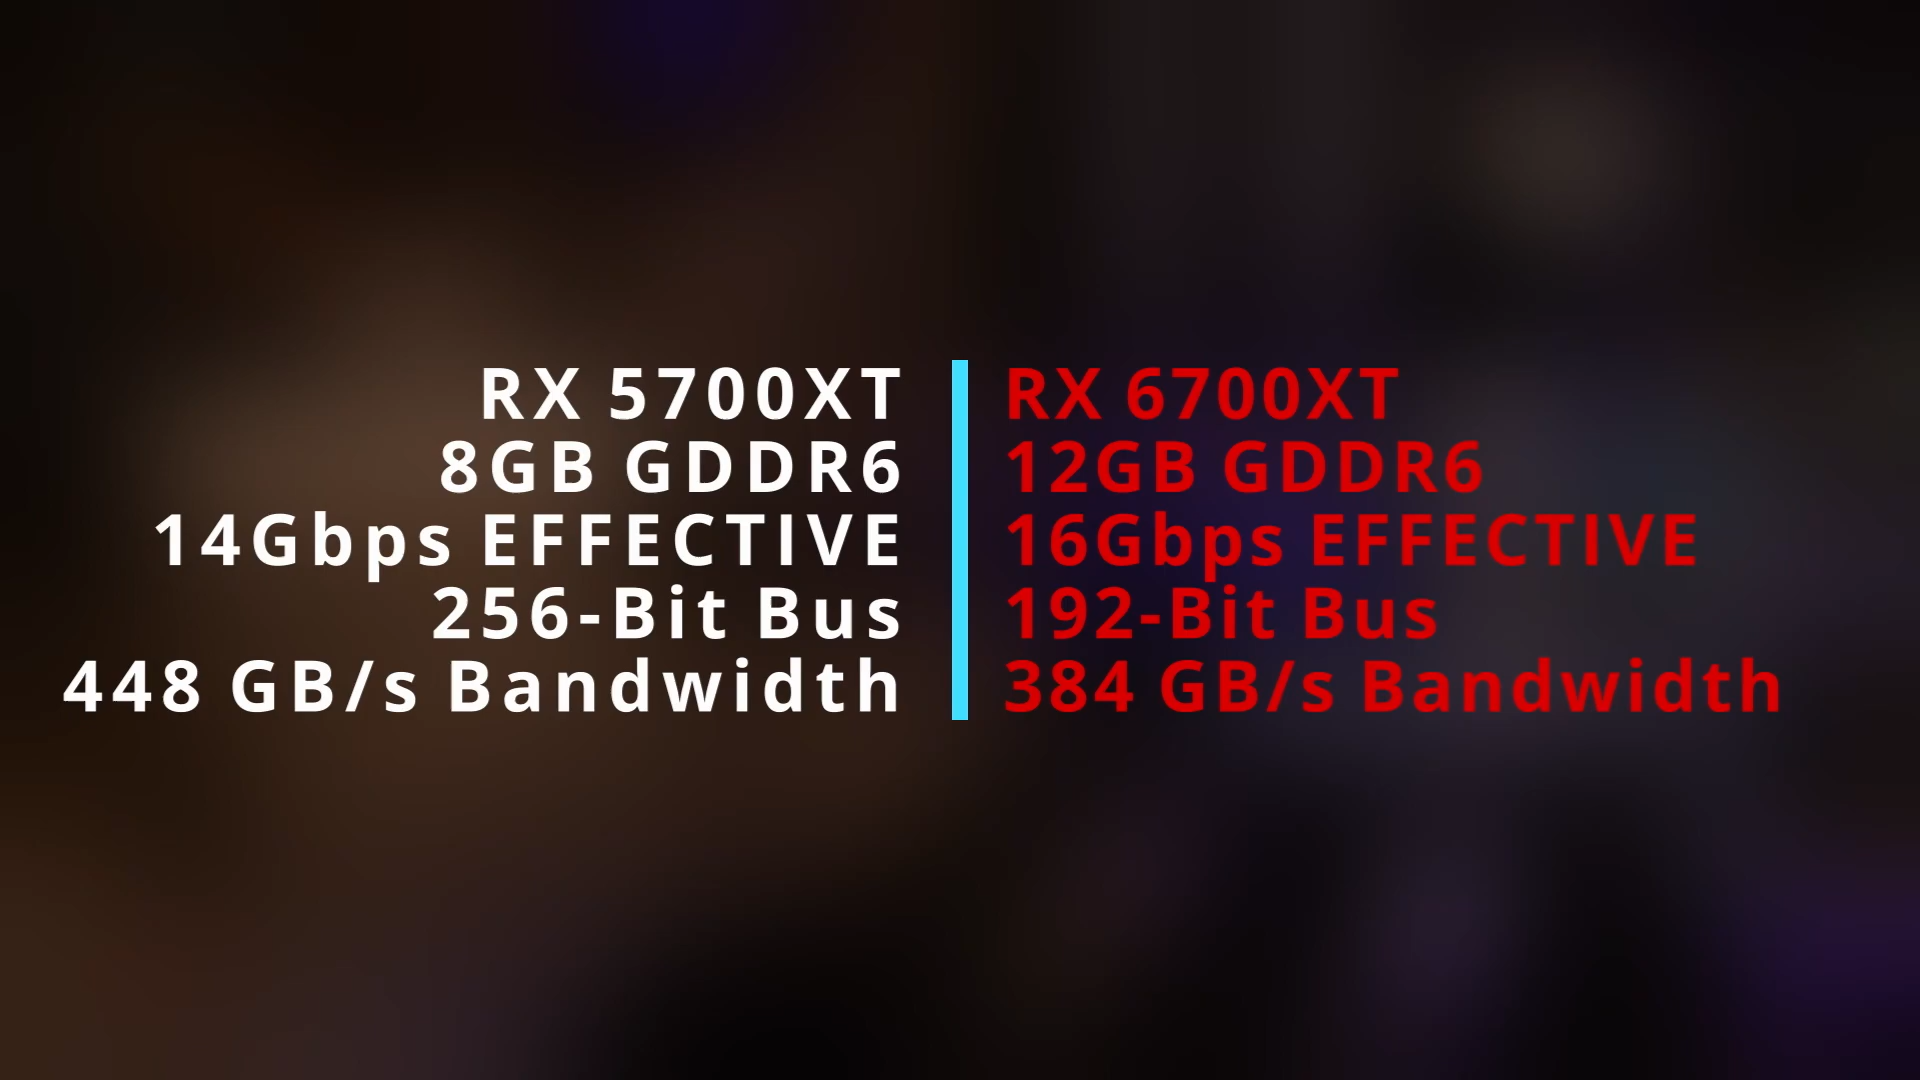 RX 5700XT
8GB GDDR6
14Gbps EFFECTIVE
256-Bit Bus
448 GB/s Bandwidth
RX 6700XT
12GB GDDR6
16Gbps EFFECTIVE
192-Bit Bus
384 GB/s Bandwidth